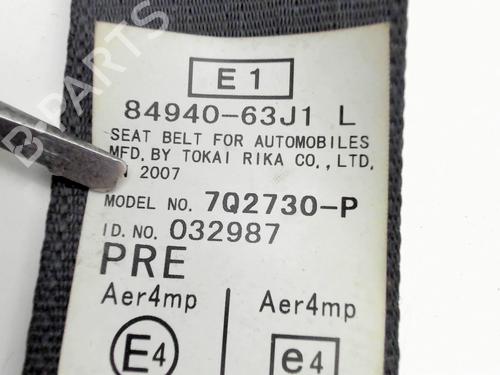 E1
84940-63J1 L
SEAT BELT FOR AUTOMOBILES
MFD. BY TOKAI RIKA CO., LTD.
2007
MODEL NO. 7Q2730-P
ID. NO. 032987
PRE
Aer4mp Aer4mp
E4 e4
B-PARTS